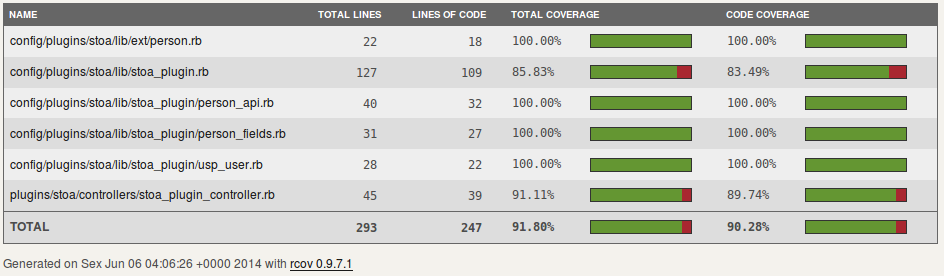 NAME TOTAL LINES LINES OF CODE TOTAL COVERAGE CODE COVERAGE
config/plugins/stoa/lib/ext/person.rb 22 18 100.00% 100.00%
config/plugins/stoa/lib/stoa_plugin.rb 127 109 85.83% 83.49%
config/plugins/stoa/lib/stoa_plugin/person_api.rb 40 32 100.00% 100.00%
config/plugins/stoa/lib/stoa_plugin/person_fields.rb 31 27 100.00% 100.00%
config/plugins/stoa/lib/stoa_plugin/usp_user.rb 28 22 100.00% 100.00%
plugins/stoa/controllers/stoa_plugin_controller.rb 45 39 91.11% 89.74%
TOTAL 293 247 91.80% 90.28%
Generated on Sex Jun 06 04:06:26 +0000 2014 with rcov 0.9.7.1